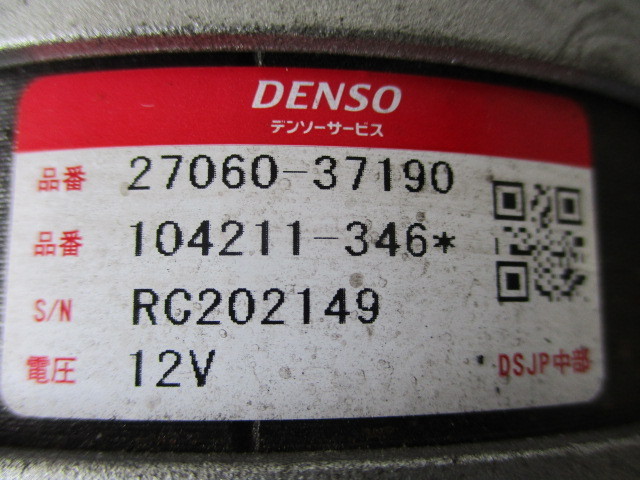 DENSO
デンソーサービス
品番 27060-37190
品番 104211-346*
S/N RC202149
電圧 12V DSJP中部